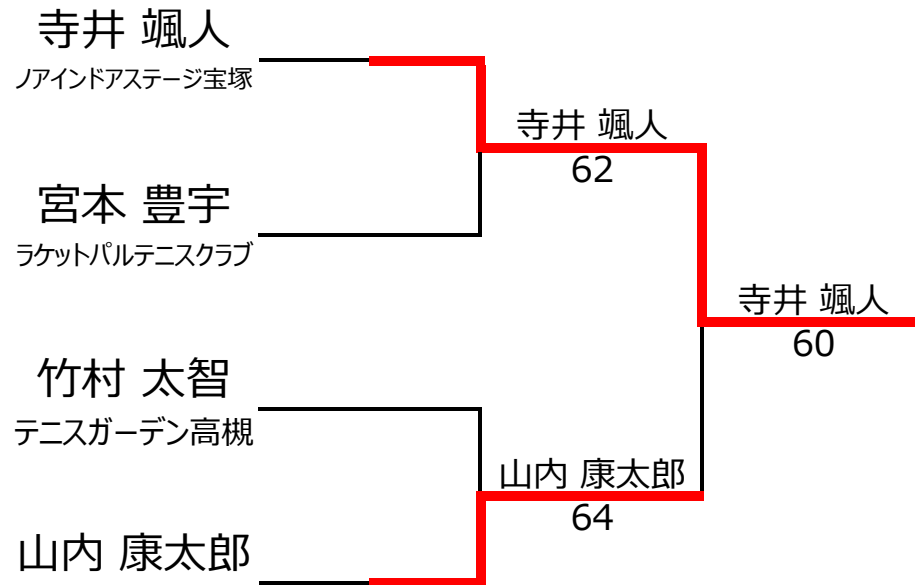 寺井 颯人
ノアインドアステージ宝塚
寺井 颯人
62
宮本 豊宇
ラケットパルテニスクラブ
寺井 颯人
60
竹村 太智
テニスガーデン高槻
山内 康太郎
64
山内 康太郎